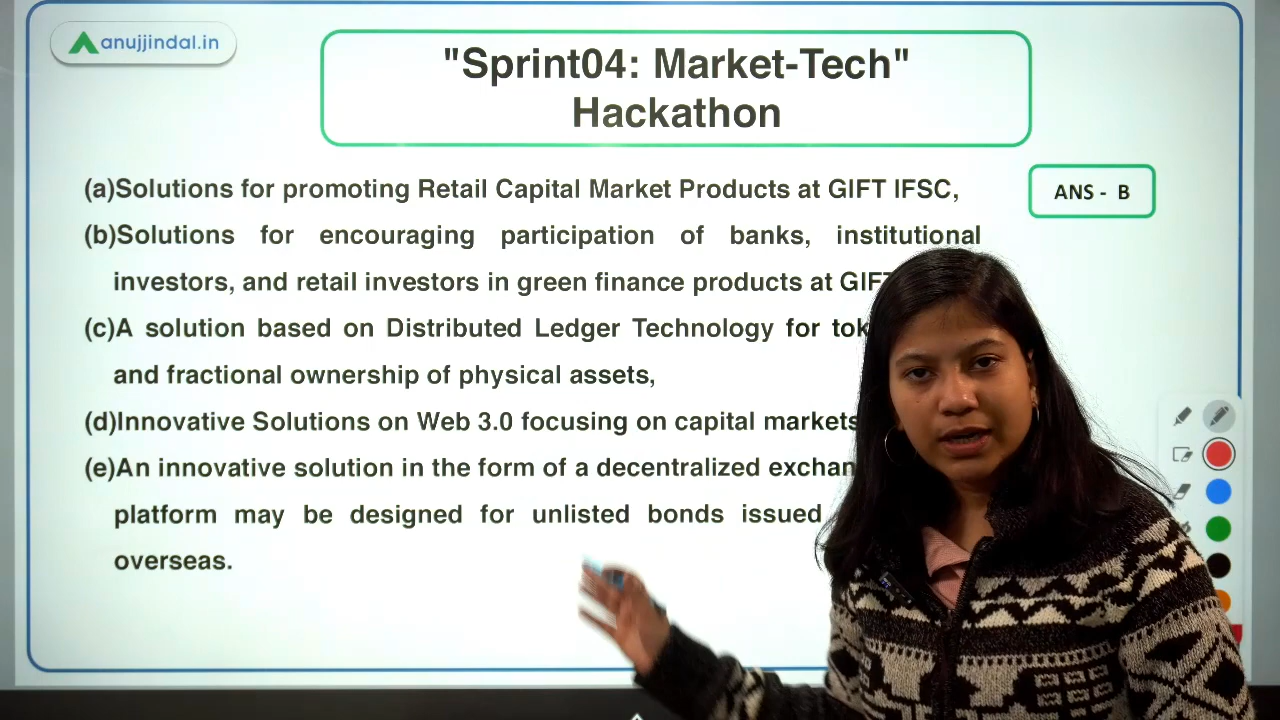 anujjindal.in
"Sprint04: Market-Tech"
Hackathon
(a)Solutions for promoting Retail Capital Market Products at GIFT IFSC,
ANS - B
(b)Solutions for encouraging participation of banks, institutional
investors, and retail investors in green finance products at
(c)A solution based on Distributed Ledger Technology for
and fractional ownership of physical assets,
(d)Innovative Solutions on Web 3.0 focusing on capital markets
(e)An innovative solution in the form of a decentralized
platform may be designed for unlisted bonds issued
overseas.